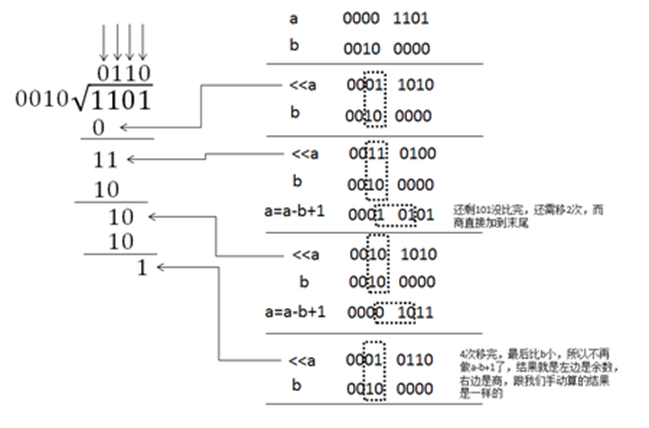 0110
0010 1101
0
11
10
10
10
1
a 0000 1101
b 0010 0000
<<a 0001 1010
b 0010 0000
<<a 0011 0100
b 0010 0000
a=a-b+1 0001 0101
还剩101没比完，还需移2次，而
商直接加到末尾
<<a 0010 1010
b 0010 0000
a=a-b+1 0000 1011
<<a 0001 0110
b 0010 0000
4次移完，最后比b小，所以不再
做a-b+1了，结果就是左边是余数，
右边是商，跟我们手动算的结果
是一样的